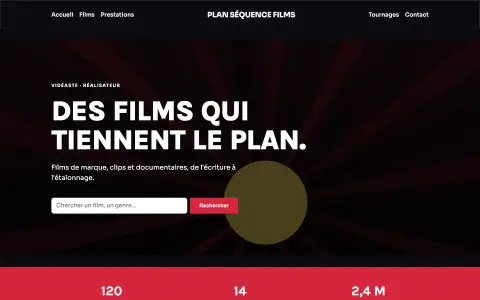 Accueil Films Prestations PLAN SÉQUENCE FILMS Tournages Contact
VIDÉASTE · RÉALISATEUR
DES FILMS QUI
TIENNENT LE PLAN.
Films de marque, clips et documentaires, de l'écriture à
l'étalonnage.
Chercher un film, un genre... Rechercher
120 14 2,4 M